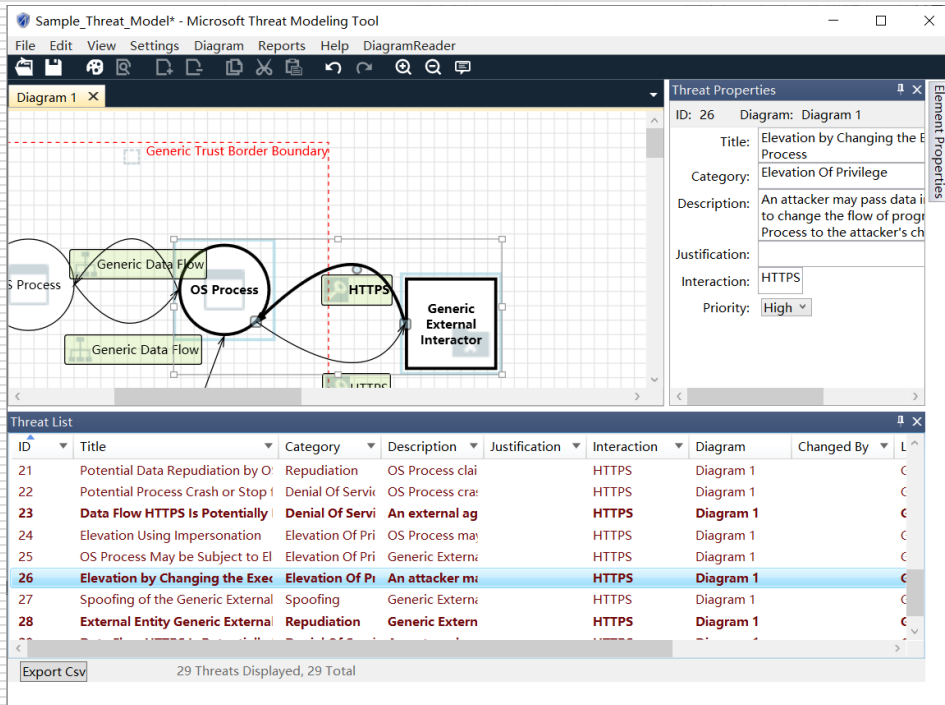 Sample_Threat_Model* - Microsoft Threat Modeling Tool
File Edit View Settings Diagram Reports Help DiagramReader
Diagram 1
Generic Trust Border Boundary
Generic Data Flow
Process
OS Process
HTTPS
Generic
External
Interactor
Generic Data Flow
HTTPS
Threat Properties
ID: 26 Diagram: Diagram 1
Title: Elevation by Changing the E
Process
Category: Elevation Of Privilege
Description: An attacker may pass data i
to change the flow of progr
Process to the attacker's ch
Justification:
Interaction: HTTPS
Priority: High
Element Properties
Threat List
ID Title Category Description Justification Interaction Diagram Changed By L
21 Potential Data Repudiation by O Repudiation OS Process clai HTTPS Diagram 1
22 Potential Process Crash or Stop f Denial Of Servic OS Process cra HTTPS Diagram 1
23 Data Flow HTTPS Is Potentially Denial Of Servi An external ag HTTPS Diagram 1
24 Elevation Using Impersonation Elevation Of Pri OS Process may HTTPS Diagram 1
25 OS Process May be Subject to El Elevation Of Pri Generic Externa HTTPS Diagram 1
26 Elevation by Changing the Exec Elevation Of Pr An attacker ma HTTPS Diagram 1
27 Spoofing of the Generic External Spoofing Generic Externa HTTPS Diagram 1
28 External Entity Generic External Repudiation Generic Extern HTTPS Diagram 1
Export Csv 29 Threats Displayed, 29 Total